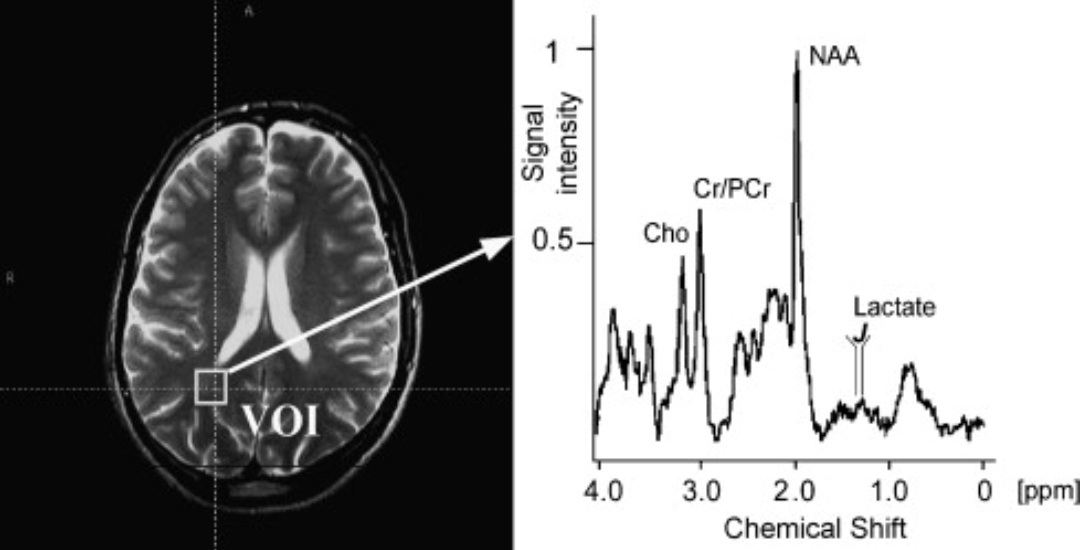 A
R
VOI
Signal
intensity
1
0.5
NAA
Cr/PCr
Cho
Lactate
J
4.0 3.0 2.0 1.0 0 [ppm]
Chemical Shift